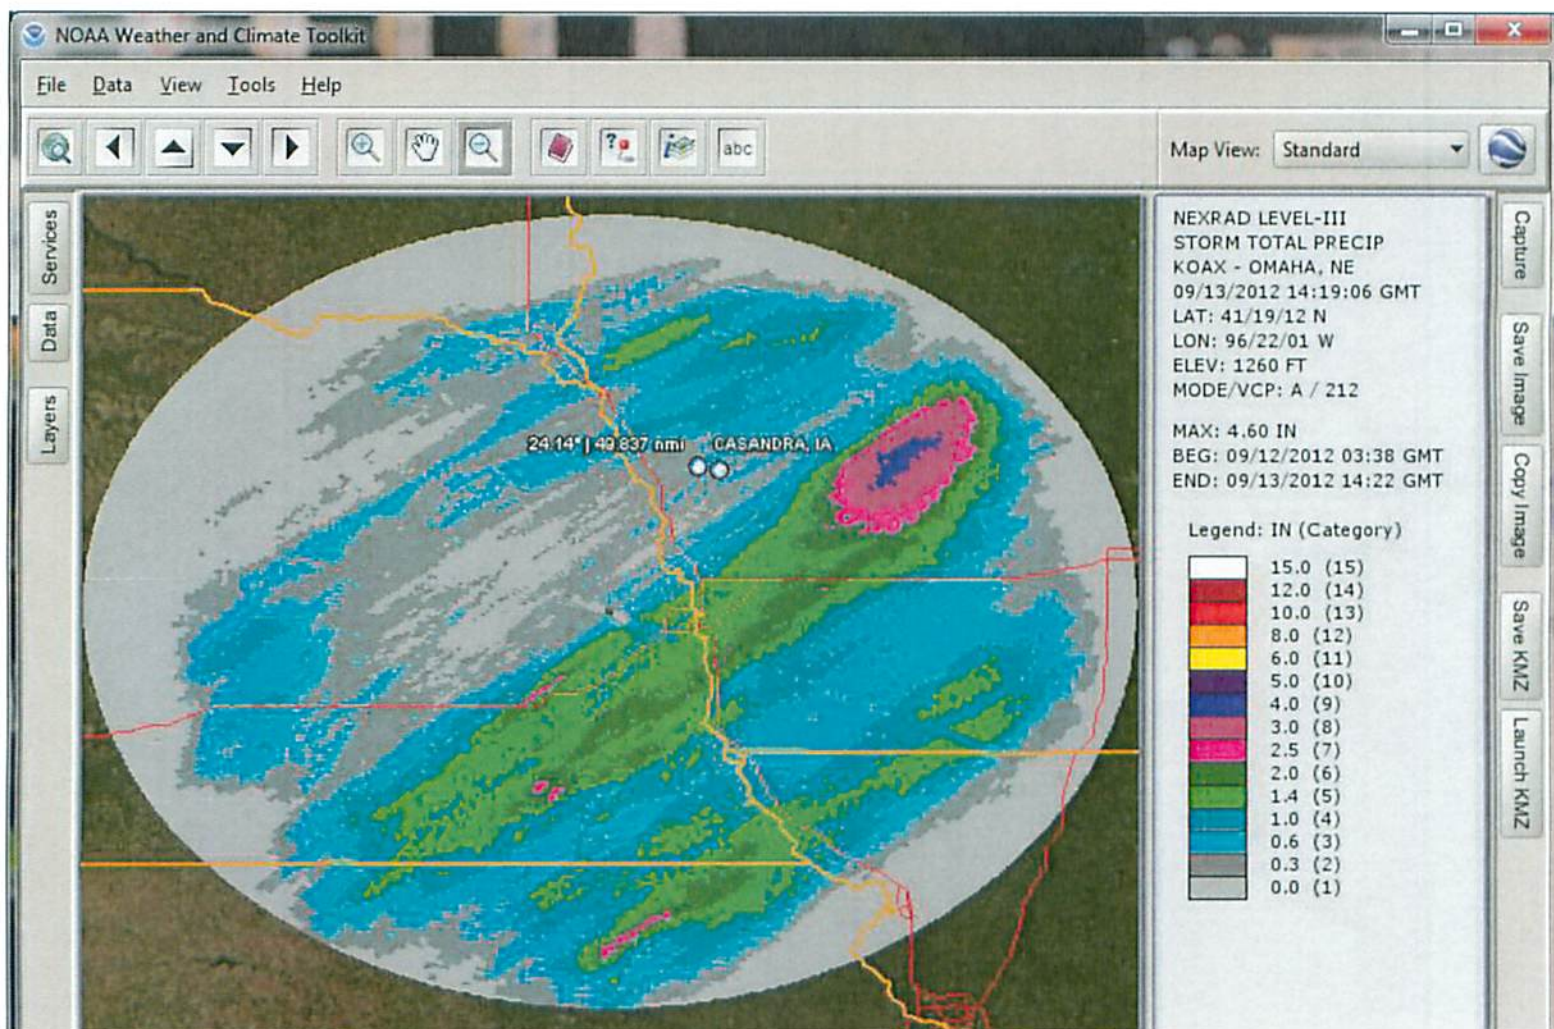 NOAA Weather and Climate Toolkit
File Data View Tools Help
abc
Map View: Standard
Services
Data
Layers
24.14° | 49.837 nmi CASANDRA, IA
NEXRAD LEVEL-III
STORM TOTAL PRECIP
KOAX - OMAHA, NE
09/13/2012 14:19:06 GMT
LAT: 41/19/12 N
LON: 96/22/01 W
ELEV: 1260 FT
MODE/VCP: A / 212
MAX: 4.60 IN
BEG: 09/12/2012 03:38 GMT
END: 09/13/2012 14:22 GMT
Legend: IN (Category)
15.0 (15)
12.0 (14)
10.0 (13)
8.0 (12)
6.0 (11)
5.0 (10)
4.0 (9)
3.0 (8)
2.5 (7)
2.0 (6)
1.4 (5)
1.0 (4)
0.6 (3)
0.3 (2)
0.0 (1)
Capture
Save Image
Copy Image
Save KMZ
Launch KMZ